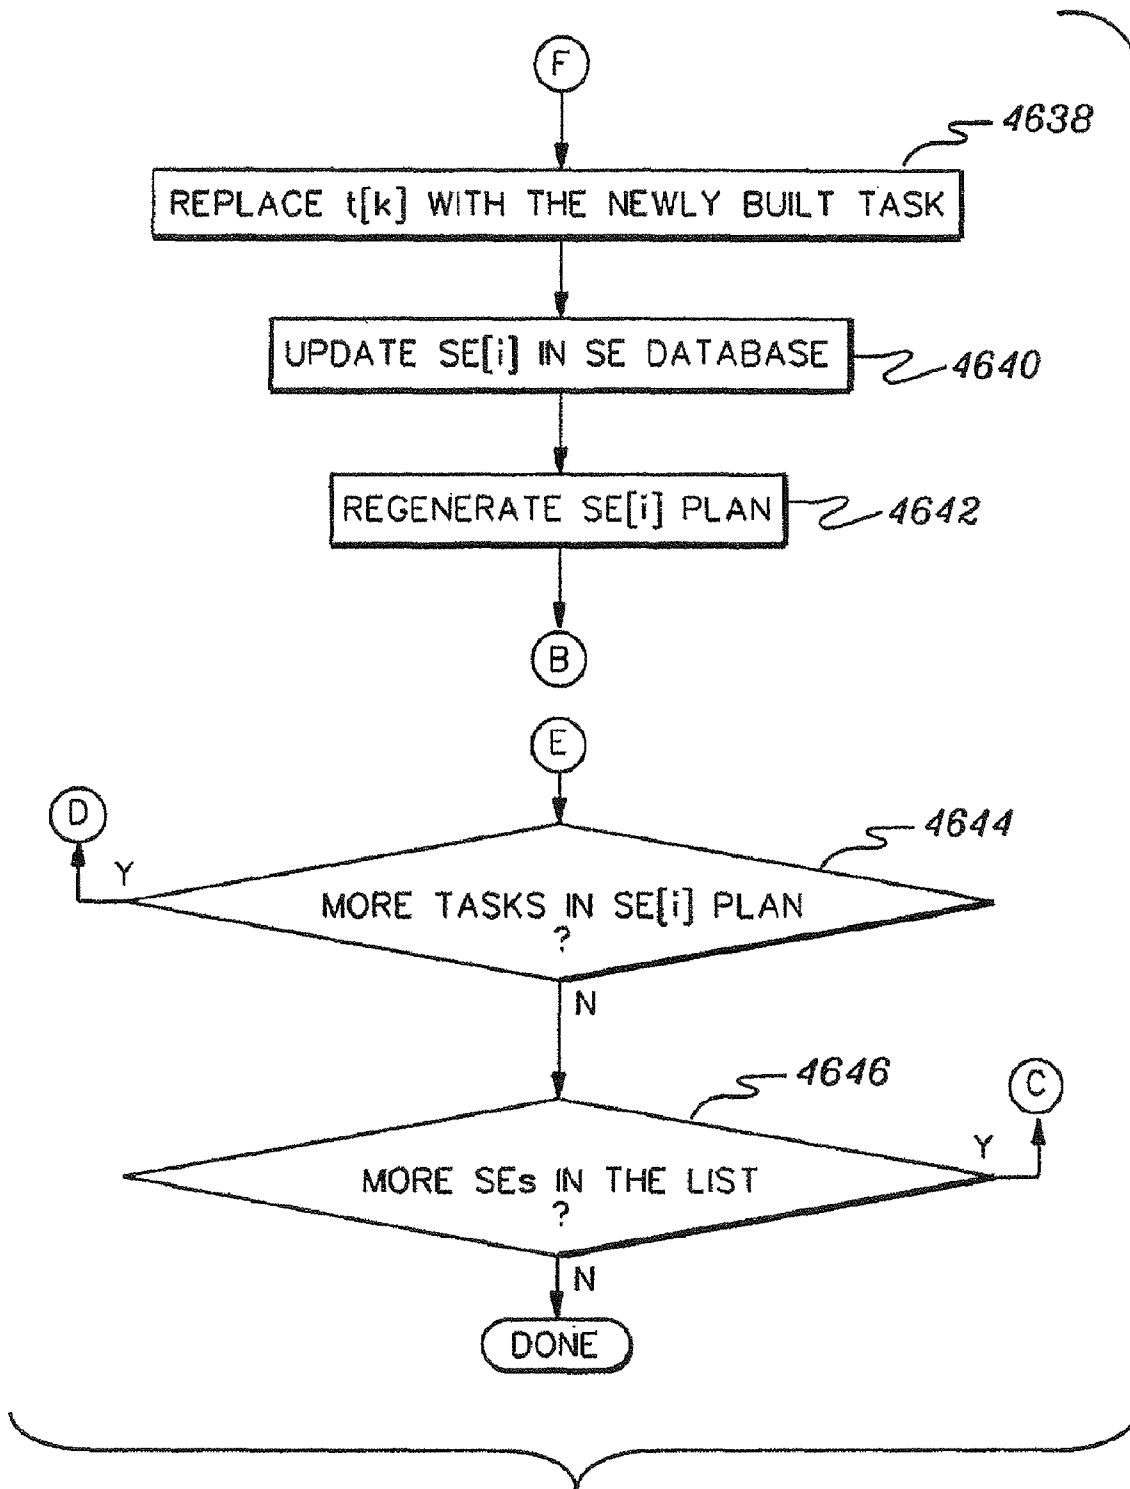 F
4638
REPLACE t[k] WITH THE NEWLY BUILT TASK
UPDATE SE[i] IN SE DATABASE
4640
REGENERATE SE[i] PLAN
4642
B
E
D
4644
Y
MORE TASKS IN SE[i] PLAN
?
N
4646
C
Y
MORE SEs IN THE LIST
?
N
DONE